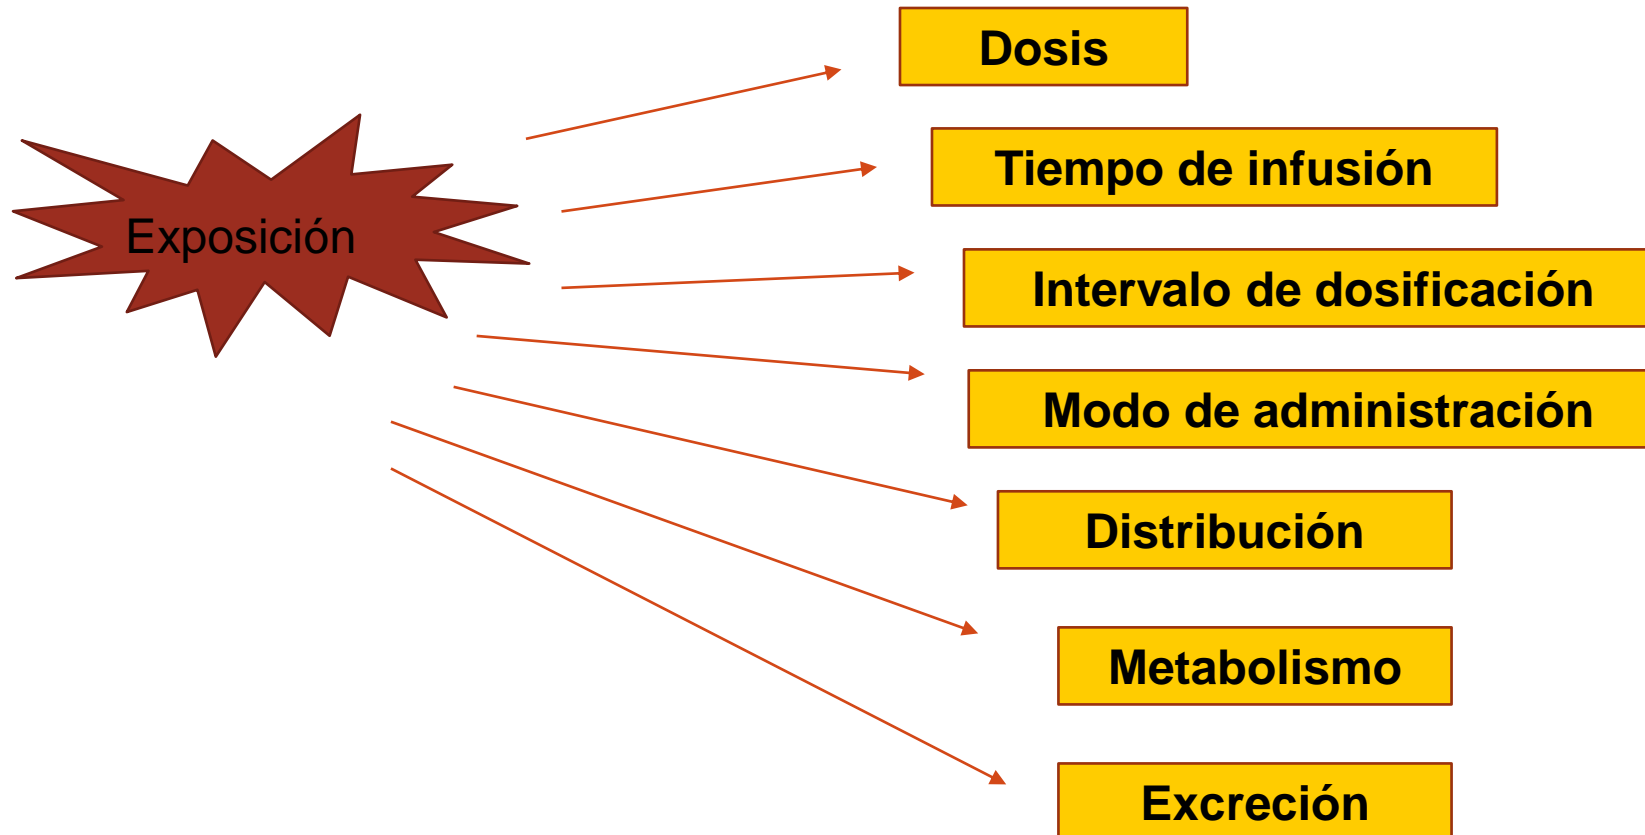 Dosis
Tiempo de infusión
Exposición
Intervalo de dosificación
Modo de administración
Distribución
Metabolismo
Excreción